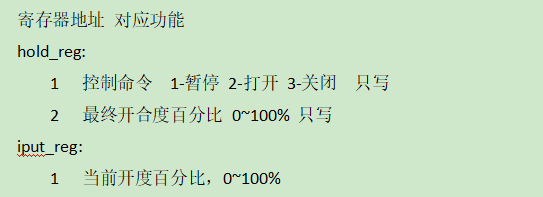 寄存器地址 对应功能
hold_reg:
1 控制命令 1-暂停 2-打开 3-关闭 只写
2 最终开合度百分比 0~100% 只写
iput_reg:
1 当前开度百分比，0~100%